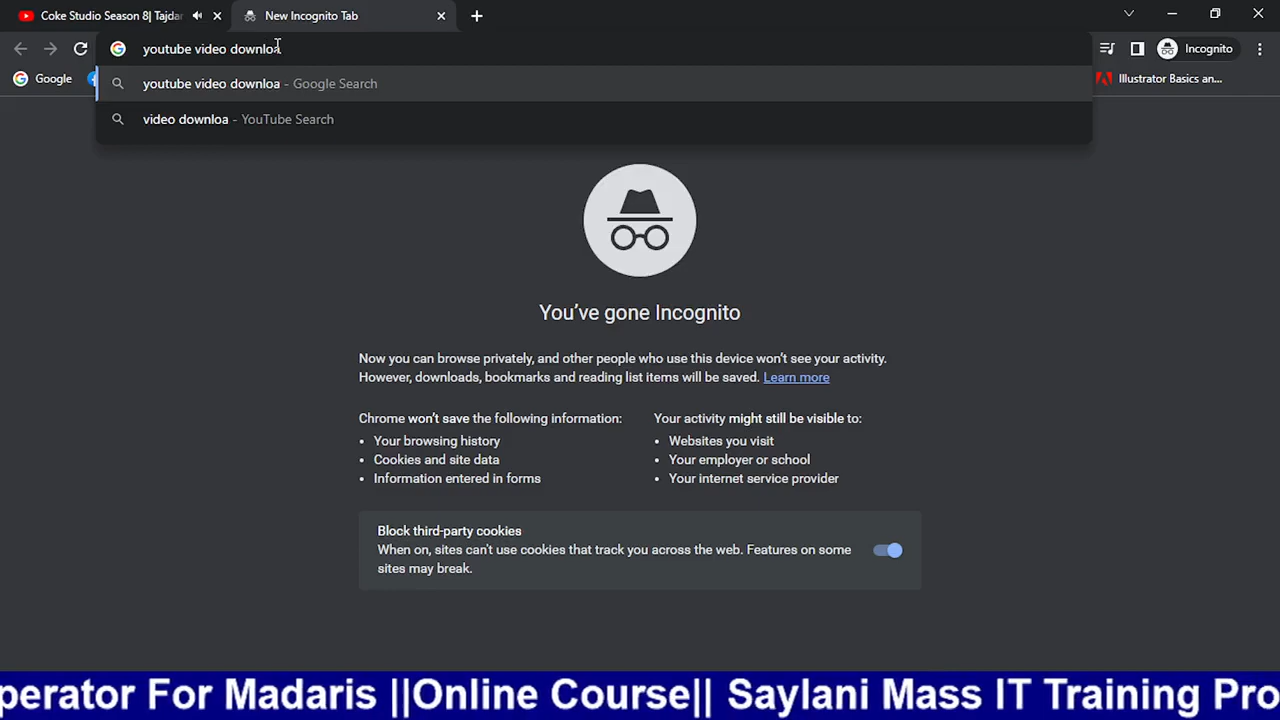 Coke Studio Season 8| Tajdar
New Incognito Tab
youtube video downloa
Incognito
Google
Illustrator Basics an...
youtube video downloa - Google Search
video downloa - YouTube Search
You've gone Incognito
Now you can browse privately, and other people who use this device won't see your activity.
However, downloads, bookmarks and reading list items will be saved. Learn more
Chrome won't save the following information:
• Your browsing history
• Cookies and site data
• Information entered in forms
Your activity might still be visible to:
• Websites you visit
• Your employer or school
• Your internet service provider
Block third-party cookies
When on, sites can't use cookies that track you across the web. Features on some
sites may break.
perator For Madaris ||Online Course|| Saylani Mass IT Training Pro